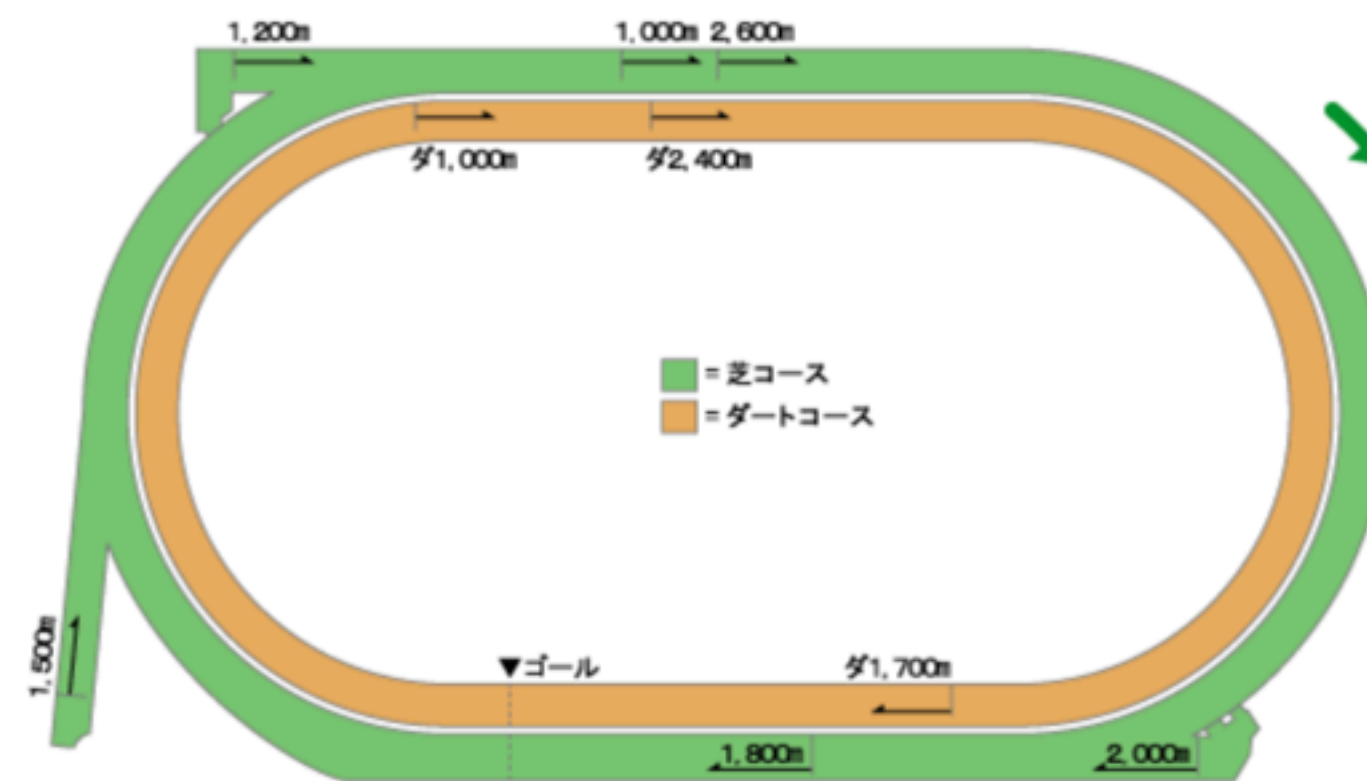 1,200m
1,000m 2,600m
ダ1,000m
ダ2,400m
= 芝コース
= ダートコース
1,500m
▼ゴール
ダ1,700m
1,800m
2,000m